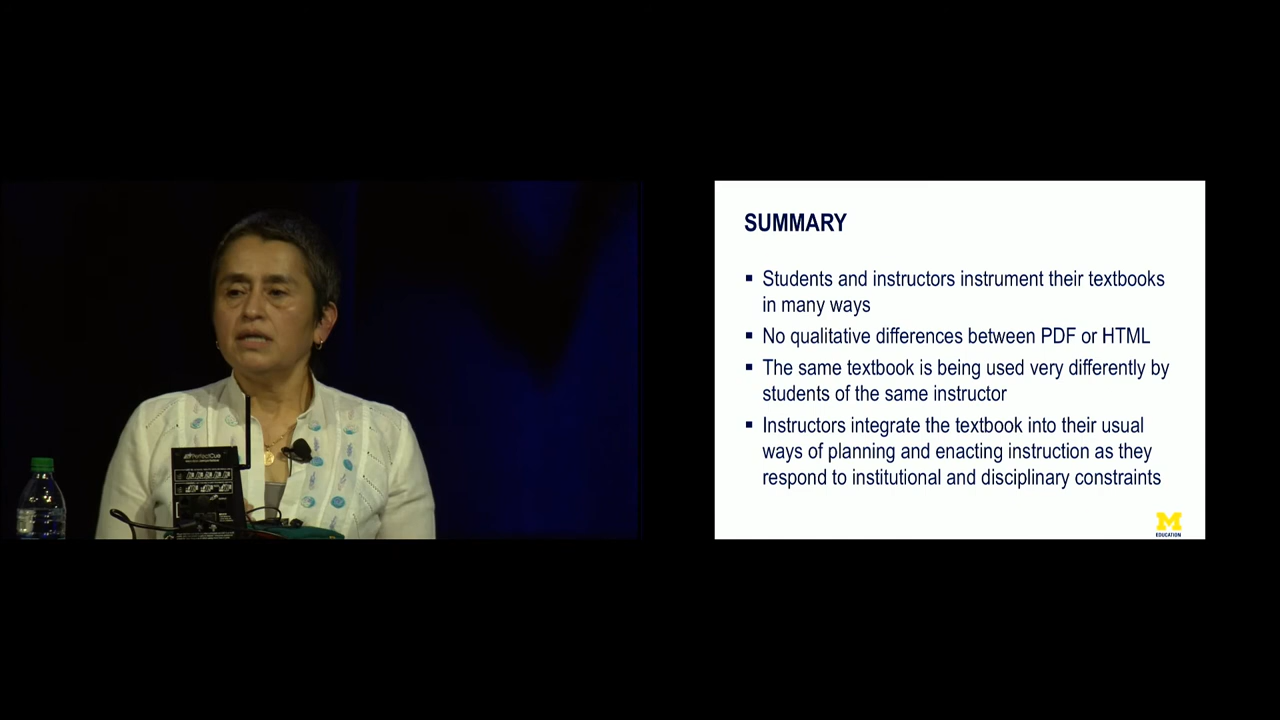 PerfectCue
SUMMARY
▪ Students and instructors instrument their textbooks
in many ways
▪ No qualitative differences between PDF or HTML
▪ The same textbook is being used very differently by
students of the same instructor
▪ Instructors integrate the textbook into their usual
ways of planning and enacting instruction as they
respond to institutional and disciplinary constraints
M
EDUCATION